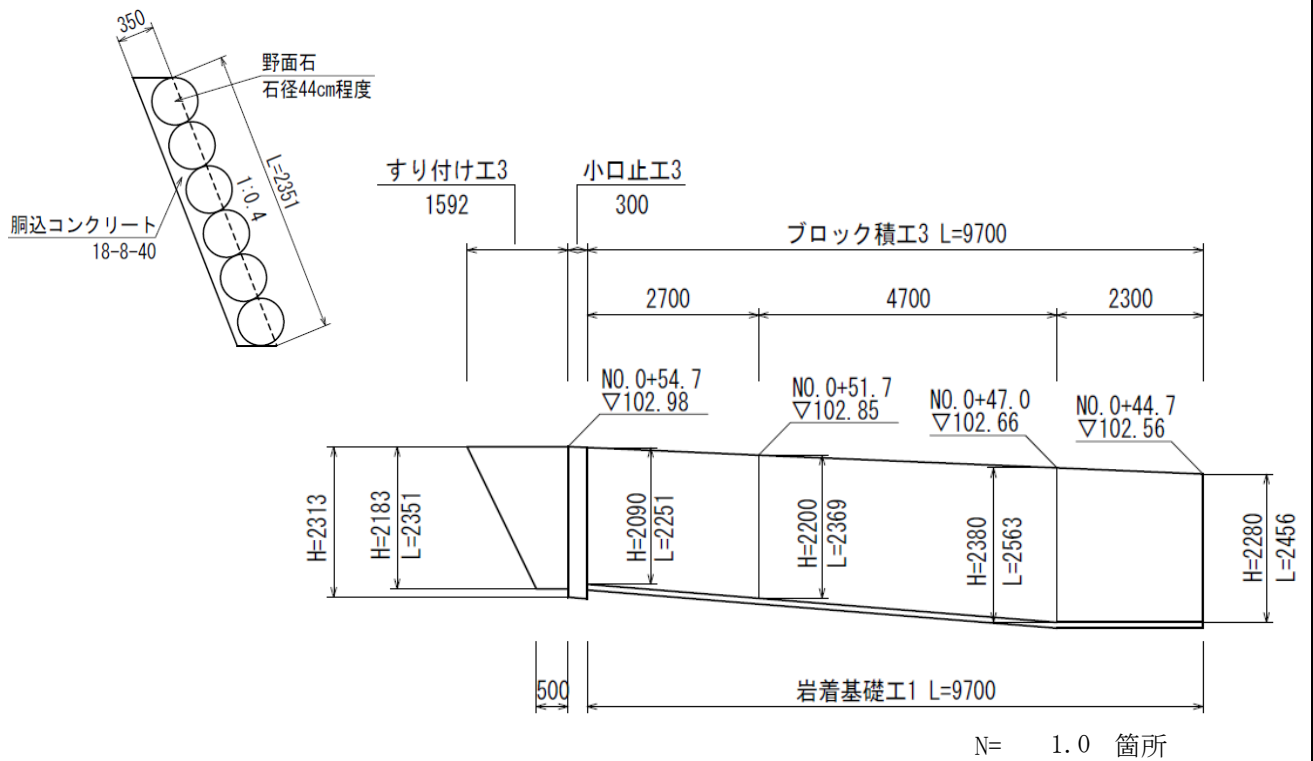 350
野面石
石径44cm程度
L=2351
1:0.4
胴込コンクリート
18-8-40
すり付け工3
1592
小口止工3
300
ブロック積工3 L=9700
2700
4700
2300
NO.0+54.7
▽102.98
NO.0+51.7
▽102.85
NO.0+47.0
▽102.66
NO.0+44.7
▽102.56
H=2313
H=2183
L=2351
H=2090
L=2251
H=2200
L=2369
H=2380
L=2563
H=2280
L=2456
500
岩着基礎工1 L=9700
N= 1.0 箇所